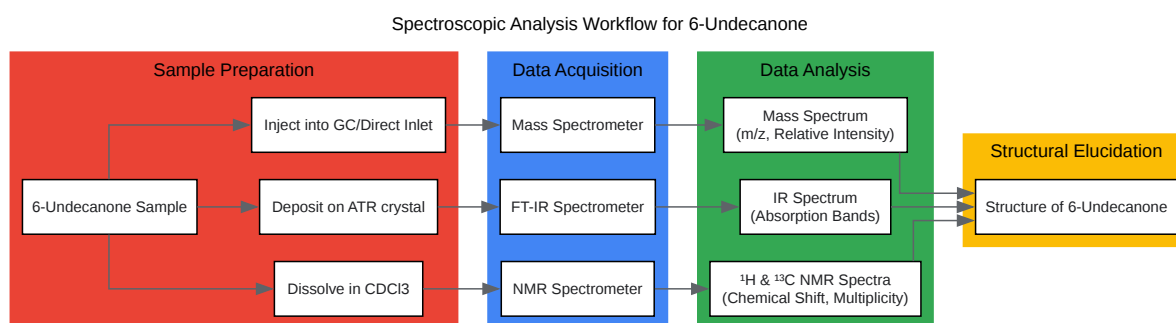 Spectroscopic Analysis Workflow for 6-Undecanone
Sample Preparation
Data Acquisition
Data Analysis
Structural Elucidation
Inject into GC/Direct Inlet
Mass Spectrometer
Mass Spectrum
(m/z, Relative Intensity)
6-Undecanone Sample
Deposit on ATR crystal
FT-IR Spectrometer
IR Spectrum
(Absorption Bands)
Structure of 6-Undecanone
Dissolve in CDCl3
NMR Spectrometer
¹H & ¹³C NMR Spectra
(Chemical Shift, Multiplicity)